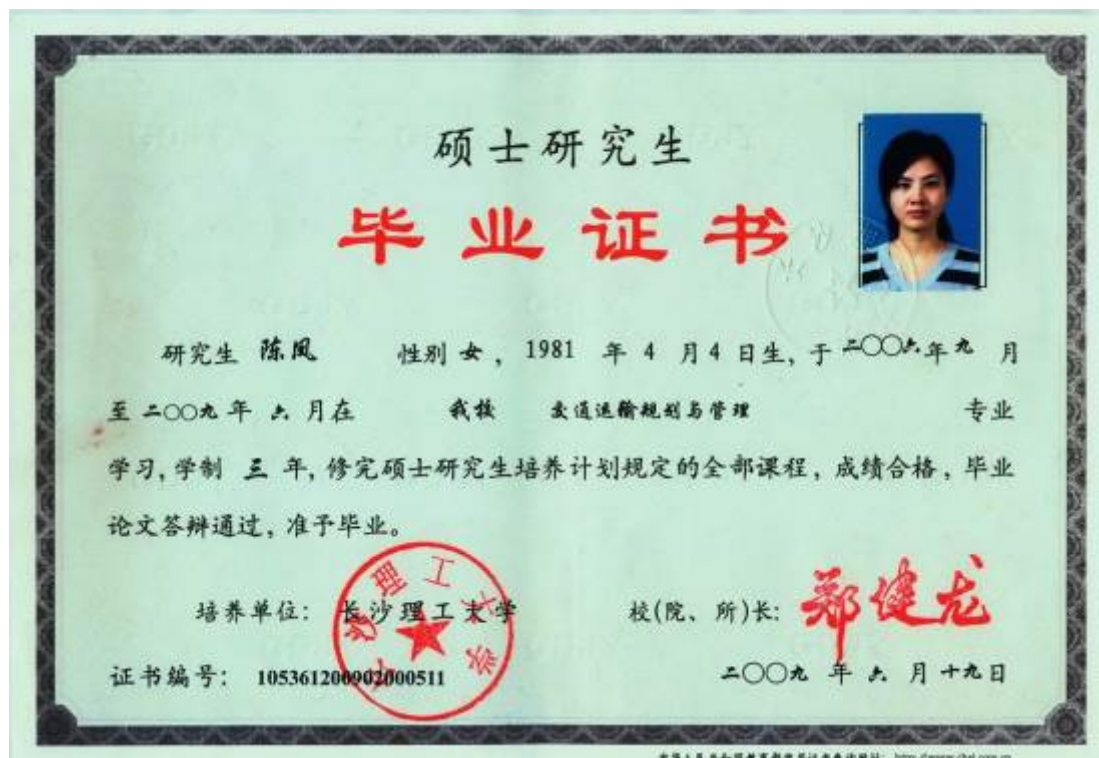 硕士研究生
毕业证书
研究生 陈凤 性别 女，1981 年 4 月 4 日生，于 二〇〇六 年 九 月
至 二〇〇九 年 六 月在 我校 交通运输规划与管理 专业
学习，学制 三 年，修完硕士研究生培养计划规定的全部课程，成绩合格，毕业
论文答辩通过，准予毕业。
长沙理工大学
培养单位：长沙理工大学 校(院、所)长：郑健龙
证书编号：105361200902000511 二〇〇九 年 六 月 十九 日